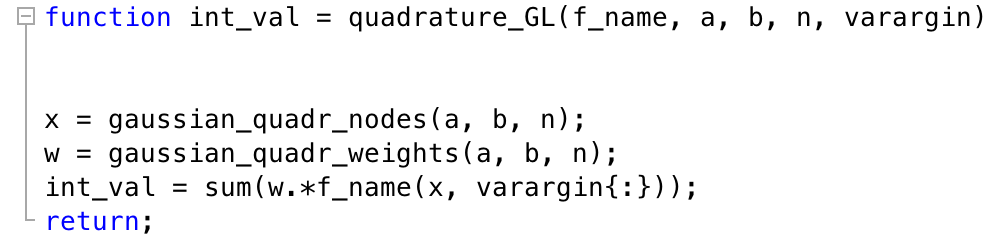 function int_val = quadrature_GL(f_name, a, b, n, varargin)
x = gaussian_quadr_nodes(a, b, n);
w = gaussian_quadr_weights(a, b, n);
int_val = sum(w.*f_name(x, varargin{:}));
return;